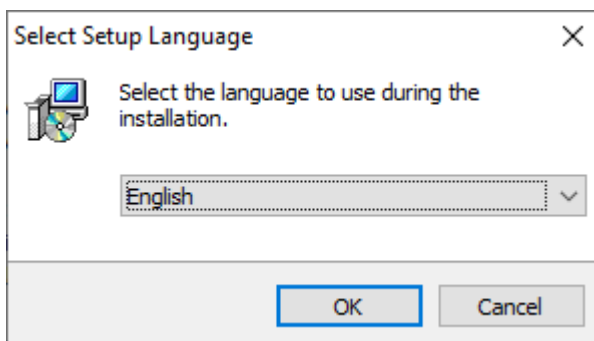 Select Setup Language
Select the language to use during the
installation.
English
OK
Cancel